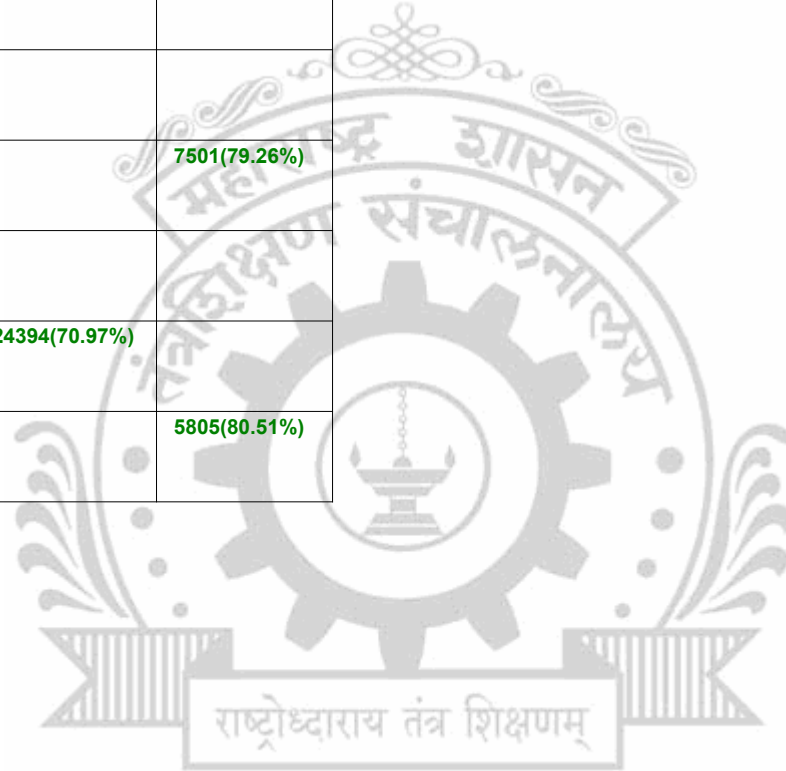 महाराष्ट्र शासन
7501(79.26%)
तंत्रशिक्षण संचालनालय
24394(70.97%)
5805(80.51%)
राष्ट्रोध्दाराय तंत्र शिक्षणम्